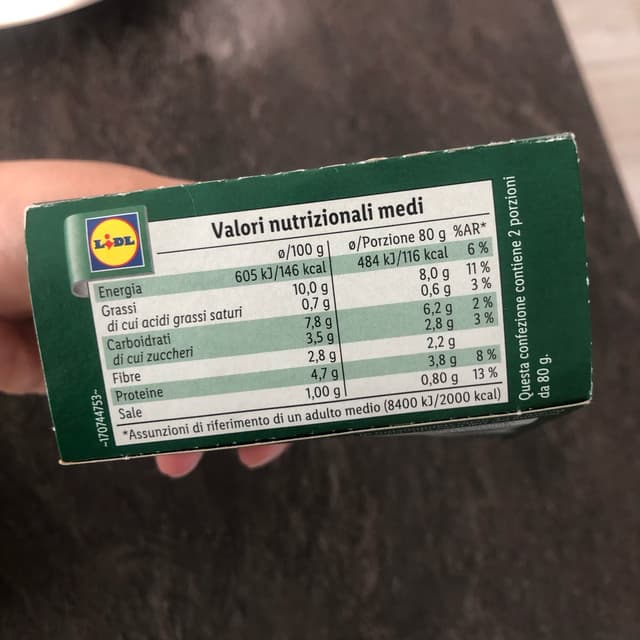 LIDL
Valori nutrizionali medi
ø/100 g ø/Porzione 80 g %AR*
Energia 605 kJ/146 kcal 484 kJ/116 kcal 6 %
Grassi 10,0 g 8,0 g 11 %
di cui acidi grassi saturi 0,7 g 0,6 g 3 %
Carboidrati 7,8 g 6,2 g 2 %
di cui zuccheri 3,5 g 2,8 g 3 %
Fibre 2,8 g 2,2 g
Proteine 4,7 g 3,8 g 8 %
Sale 1,00 g 0,80 g 13 %
*Assunzioni di riferimento di un adulto medio (8400 kJ/2000 kcal)
Questa confezione contiene 2 porzioni
da 80 g.
-170744753-